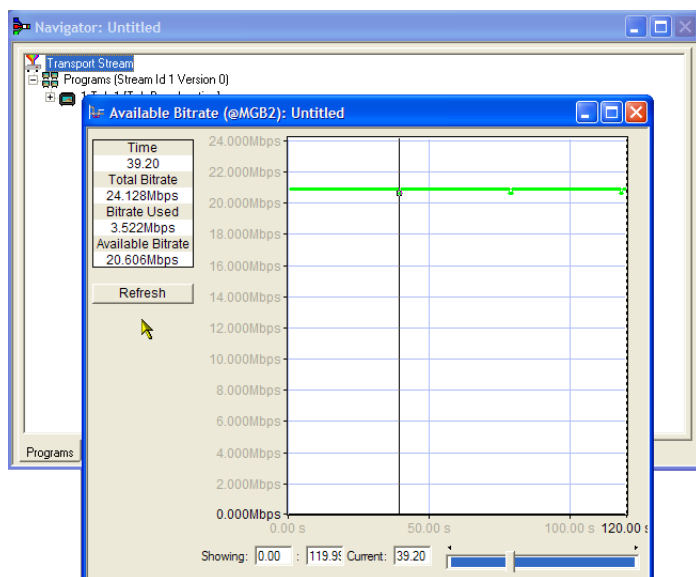 Navigator: Untitled
Transport Stream
Programs (Stream Id 1 Version 0)
Available Bitrate (@MGB2): Untitled
Time
39.20
Total Bitrate
24.128Mbps
Bitrate Used
3.522Mbps
Available Bitrate
20.606Mbps
Refresh
24.000Mbps
22.000Mbps
20.000Mbps
18.000Mbps
16.000Mbps
14.000Mbps
12.000Mbps
10.000Mbps
8.000Mbps
6.000Mbps
4.000Mbps
2.000Mbps
0.000Mbps
0.00 s 50.00 s 100.00 s 120.00 s
Programs
Showing: 0.00 : 119.99 Current: 39.20